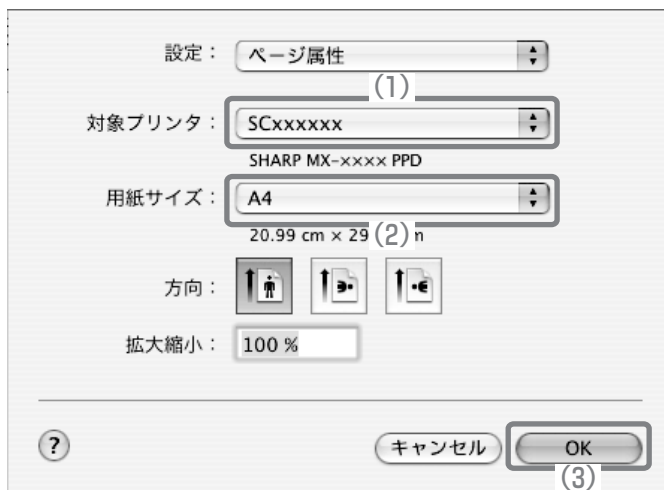 設定： ページ属性
(1)
対象プリンタ： SCxxxxxx
SHARP MX-xxxx PPD
用紙サイズ： A4
20.99 cm × 29 m
(2)
方向：
拡大縮小： 100 %
? キャンセル OK
(3)